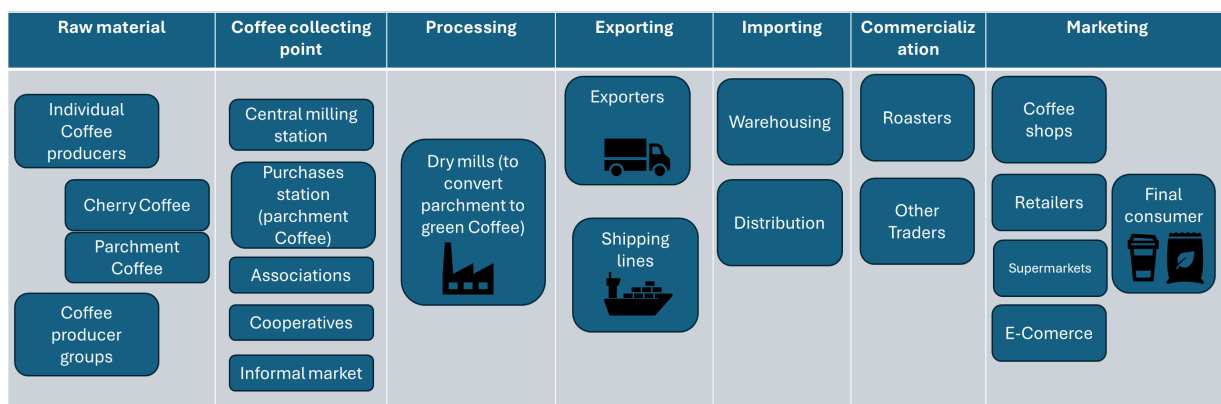 Raw material
Coffee collecting
point
Processing
Exporting
Importing
Commercializ
ation
Marketing
Individual
Coffee
producers
Cherry Coffee
Parchment
Coffee
Coffee
producer
groups
Central milling
station
Purchases
station
(parchment
Coffee)
Associations
Cooperatives
Informal market
Dry mills (to
convert
parchment to
green Coffee)
Exporters
Shipping
lines
Warehousing
Distribution
Roasters
Other
Traders
Coffee
shops
Retailers
Supermarkets
E-Comerce
Final
consumer